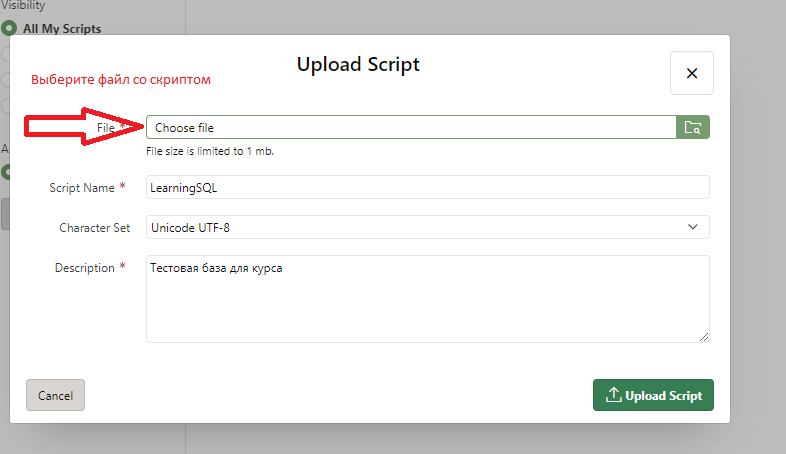 Visibility
All My Scripts
Upload Script
Выберите файл со скриптом
File *
Choose file
File size is limited to 1 mb.
Script Name *
LearningSQL
Character Set
Unicode UTF-8
Description *
Тестовая база для курса
Cancel
Upload Script